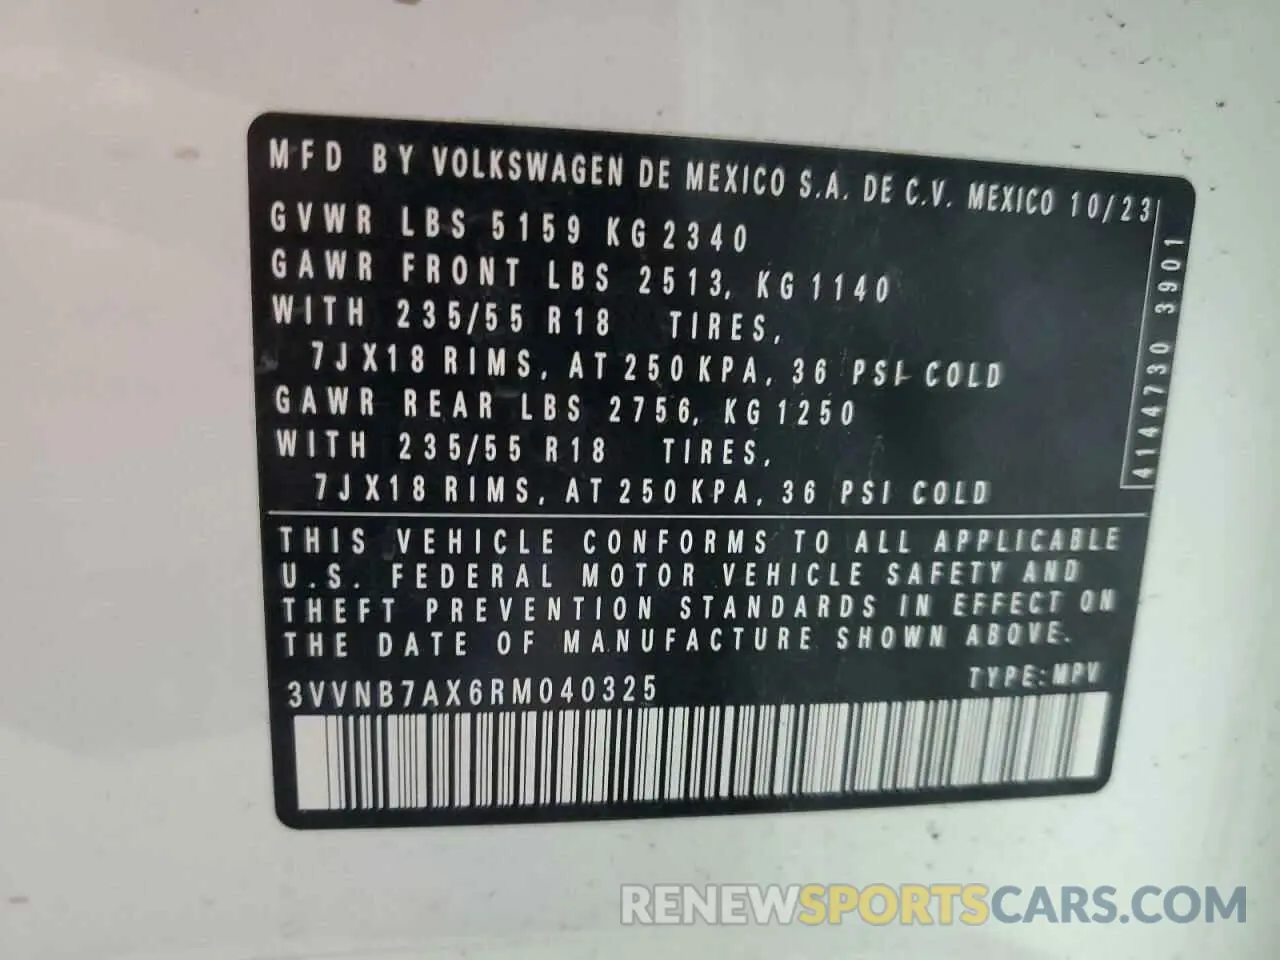 MFD BY VOLKSWAGEN DE MEXICO S.A. DE C.V. MEXICO 10/23
GVWR LBS 5159 KG 2340
GAWR FRONT LBS 2513, KG 1140
WITH 235/55 R18 TIRES,
7JX18 RIMS, AT 250 KPA, 36 PSI COLD
GAWR REAR LBS 2756, KG 1250
WITH 235/55 R18 TIRES,
7JX18 RIMS, AT 250 KPA, 36 PSI COLD
4144730 3901
THIS VEHICLE CONFORMS TO ALL APPLICABLE
U.S. FEDERAL MOTOR VEHICLE SAFETY AND
THEFT PREVENTION STANDARDS IN EFFECT ON
THE DATE OF MANUFACTURE SHOWN ABOVE.
3VVNB7AX6RM040325 TYPE:MPV
RENEWSPORTSCARS.COM